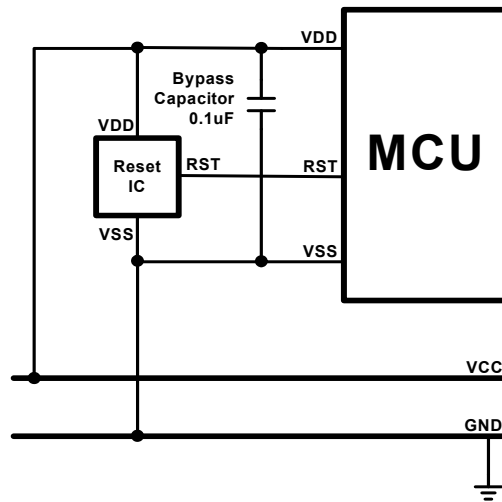 VDD
Bypass
Capacitor
0.1uF
VDD
MCU
Reset
IC
RST
RST
VSS
VSS
VCC
GND